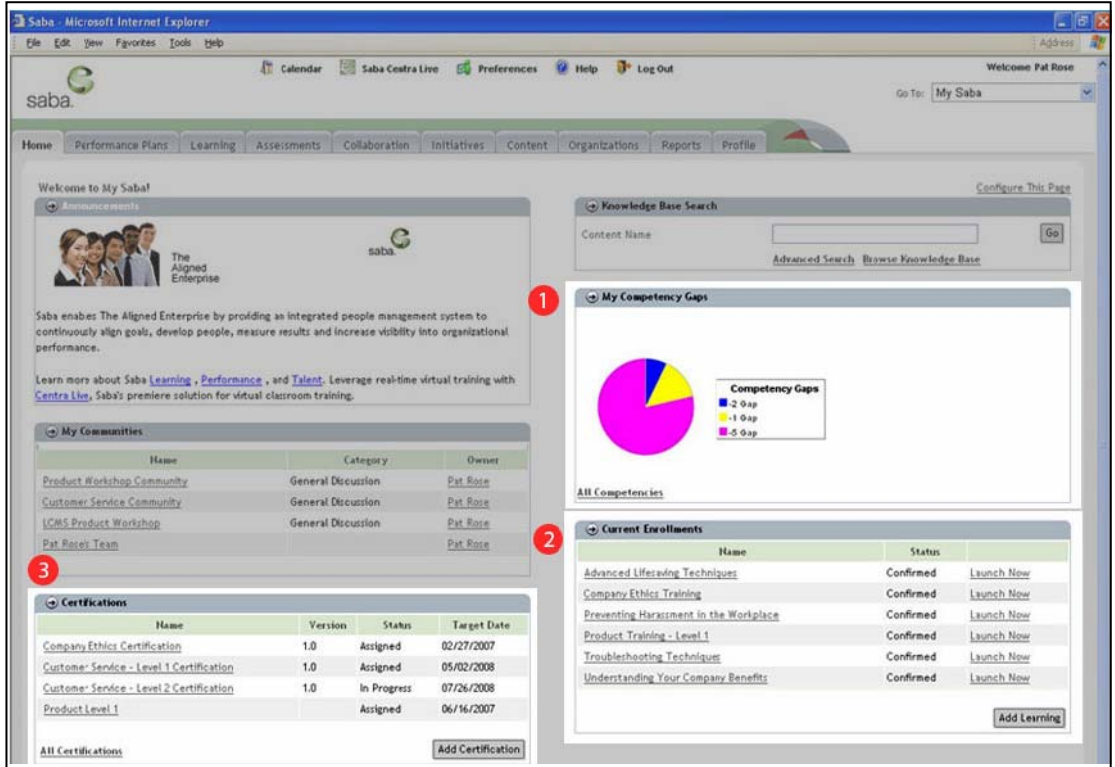 Saba - Microsoft Internet Explorer
File Edit View Favorites Tools Help
Address
saba.
Calendar Saba Centra Live Preferences Help Log Out
Welcome Pat Rose
Go To: My Saba
Home Performance Plans Learning Assessments Collaboration Initiatives Content Organizations Reports Profile
Welcome to My Saba!
Configure This Page
Announcements
The
Aligned
Enterprise
saba.
Saba enabes The Aligned Enterprise by providing an integrated people management system to
continuously align goals, develop people, measure results and increase visibility into organizational
performance.
Learn more about Saba Learning , Performance , and Talent. Leverage real-time virtual training with
Centra Live, Saba's premiere solution for virtual classroom training.
My Communities
Name Category Owner
Product Workshop Community General Discussion Pat Rose
Customer Service Community General Discussion Pat Rose
LCMS Product Workshop General Discussion Pat Rose
Pat Rose's Team Pat Rose
3
Certifications
Name Version Status Target Date
Company Ethics Certification 1.0 Assigned 02/27/2007
Customer Service - Level 1 Certification 1.0 Assigned 05/02/2008
Customer Service - Level 2 Certification 1.0 In Progress 07/26/2008
Product Level 1 Assigned 06/16/2007
All Certifications Add Certification
Knowledge Base Search
Content Name Go
Advanced Search Browse Knowledge Base
1
My Competency Gaps
Competency Gaps
-2 Gap
-1 Gap
-5 Gap
All Competencies
2
Current Enrollments
Name Status
Advanced Lifesaving Techniques Confirmed Launch Now
Company Ethics Training Confirmed Launch Now
Preventing Harassment in the Workplace Confirmed Launch Now
Product Training - Level 1 Confirmed Launch Now
Troubleshooting Techniques Confirmed Launch Now
Understanding Your Company Benefits Confirmed Launch Now
Add Learning